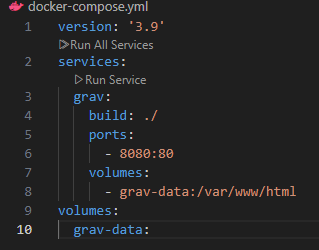 docker-compose.yml
1 version: '3.9'
Run All Services
2 services:
Run Service
3 grav:
4 build: ./
5 ports:
6 - 8080:80
7 volumes:
8 - grav-data:/var/www/html
9 volumes:
10 grav-data: